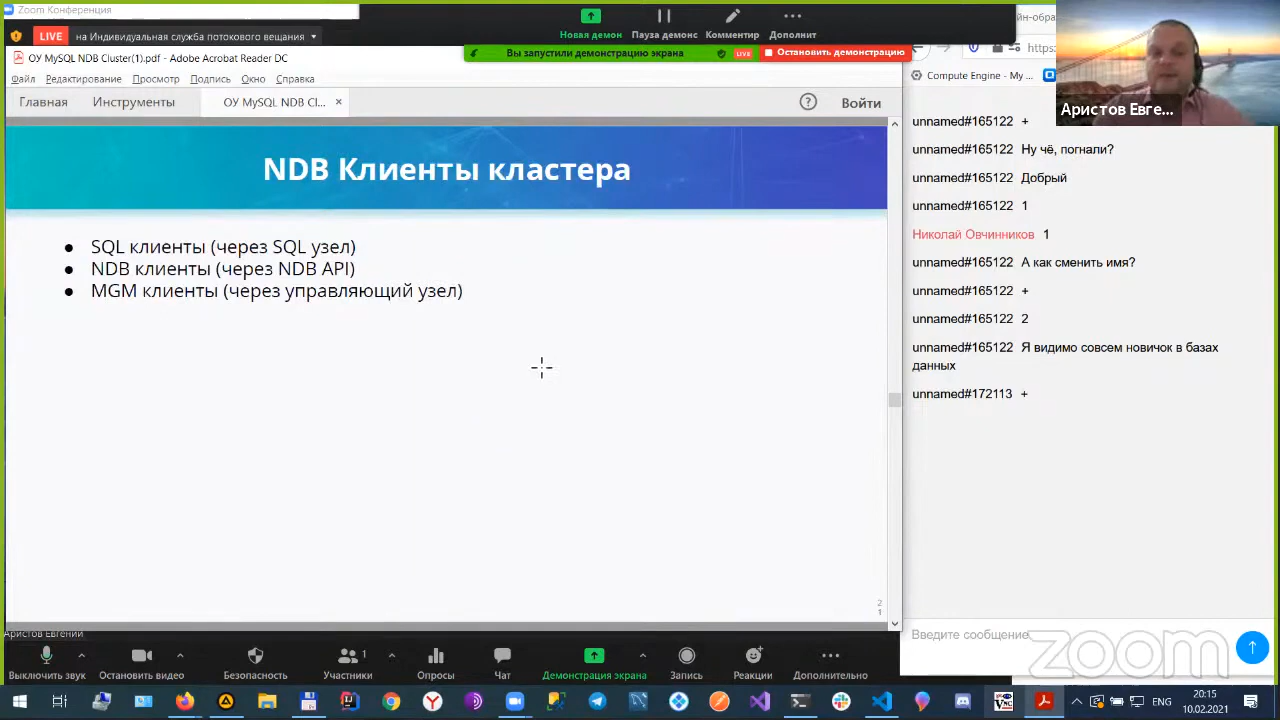 Zoom Конференция
LIVE на Индивидуальная служба потокового вещания
Новая демон Пауза демонс Комментир Дополнит
Вы запустили демонстрацию экрана LIVE Остановить демонстрацию
ОУ MySQL NDB Cluster(1).pdf - Adobe Acrobat Reader DC
Файл Редактирование Просмотр Подпись Окно Справка
Главная Инструменты ОУ MySQL NDB Cl... × Войти
https:
Compute Engine - My ...
Аристов Евге...
NDB Клиенты кластера
● SQL клиенты (через SQL узел)
● NDB клиенты (через NDB API)
● MGM клиенты (через управляющий узел)
2
1
unnamed#165122 +
unnamed#165122 Ну чё, погнали?
unnamed#165122 Добрый
unnamed#165122 1
Николай Овчинников 1
unnamed#165122 А как сменить имя?
unnamed#165122 +
unnamed#165122 2
unnamed#165122 Я видимо совсем новичок в базах
данных
unnamed#172113 +
Введите сообщение
zoom
Аристов Евгений
1
Выключить звук Остановить видео Безопасность Участники Опросы Чат Демонстрация экрана Запись Реакции Дополнительно
ENG
20:15
10.02.2021